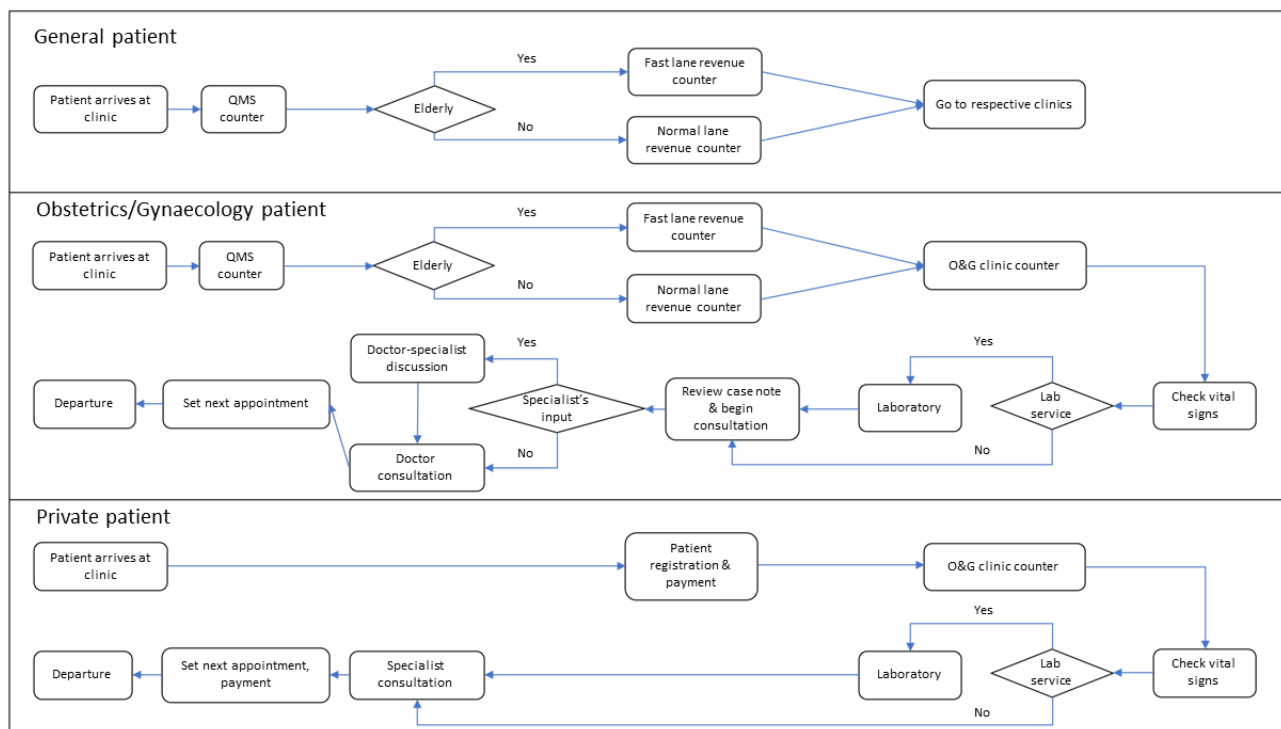 General patient
Patient arrives at
clinic
QMS
counter
Elderly
Yes
No
Fast lane revenue
counter
Normal lane
revenue counter
Go to respective clinics
Obstetrics/Gynaecology patient
Patient arrives at
clinic
QMS
counter
Elderly
Yes
No
Fast lane revenue
counter
Normal lane
revenue counter
O&G clinic counter
Check vital
signs
Lab
service
Yes
No
Laboratory
Review case note
& begin
consultation
Specialist's
input
Yes
No
Doctor-specialist
discussion
Doctor
consultation
Set next appointment
Departure
Private patient
Patient arrives at
clinic
Patient
registration &
payment
O&G clinic counter
Check vital
signs
Lab
service
Yes
No
Laboratory
Specialist
consultation
Set next appointment,
payment
Departure